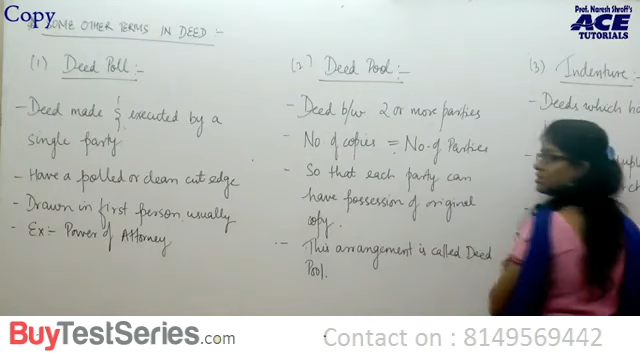 Copy
SOME OTHER TERMS IN DEED :-
Prof. Naresh Shroff's
ACE
TUTORIALS
(1) Deed Poll :-
- Deed made & executed by a
single party
- Have a polled or clean cut edge
- Drawn in first person usually
- Ex :- Power of Attorney
(2) Deed Pool :-
- Deed b/w 2 or more parties
- No of copies = No. of Parties
- So that each party can
have possession of original
copy.
- This arrangement is called Deed
Pool.
(3) Indenture :-
- Deeds which
BuyTestSeries.com
Contact on : 8149569442